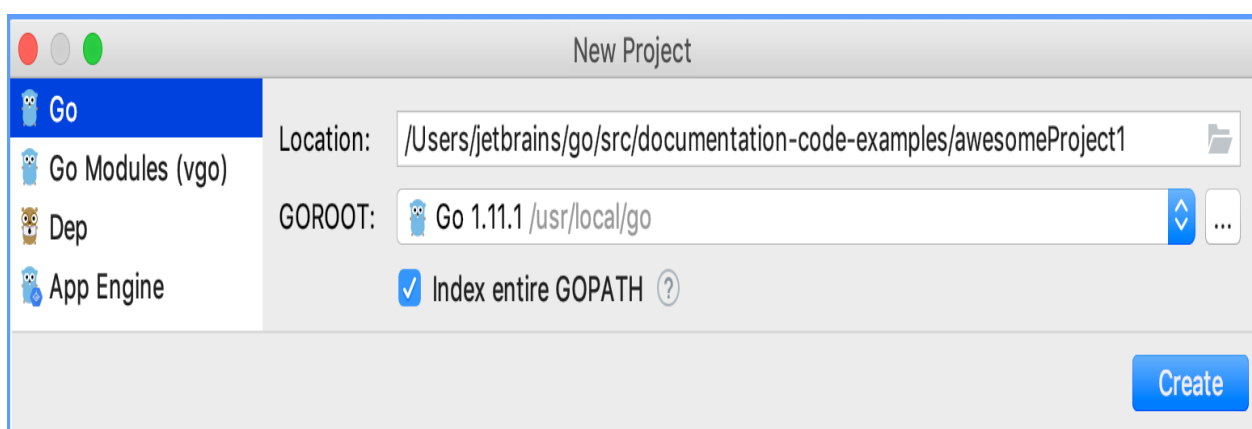 New Project
Go
Go Modules (vgo)
Dep
App Engine
Location: /Users/jetbrains/go/src/documentation-code-examples/awesomeProject1
GOROOT: Go 1.11.1 /usr/local/go ...
Index entire GOPATH ?
Create